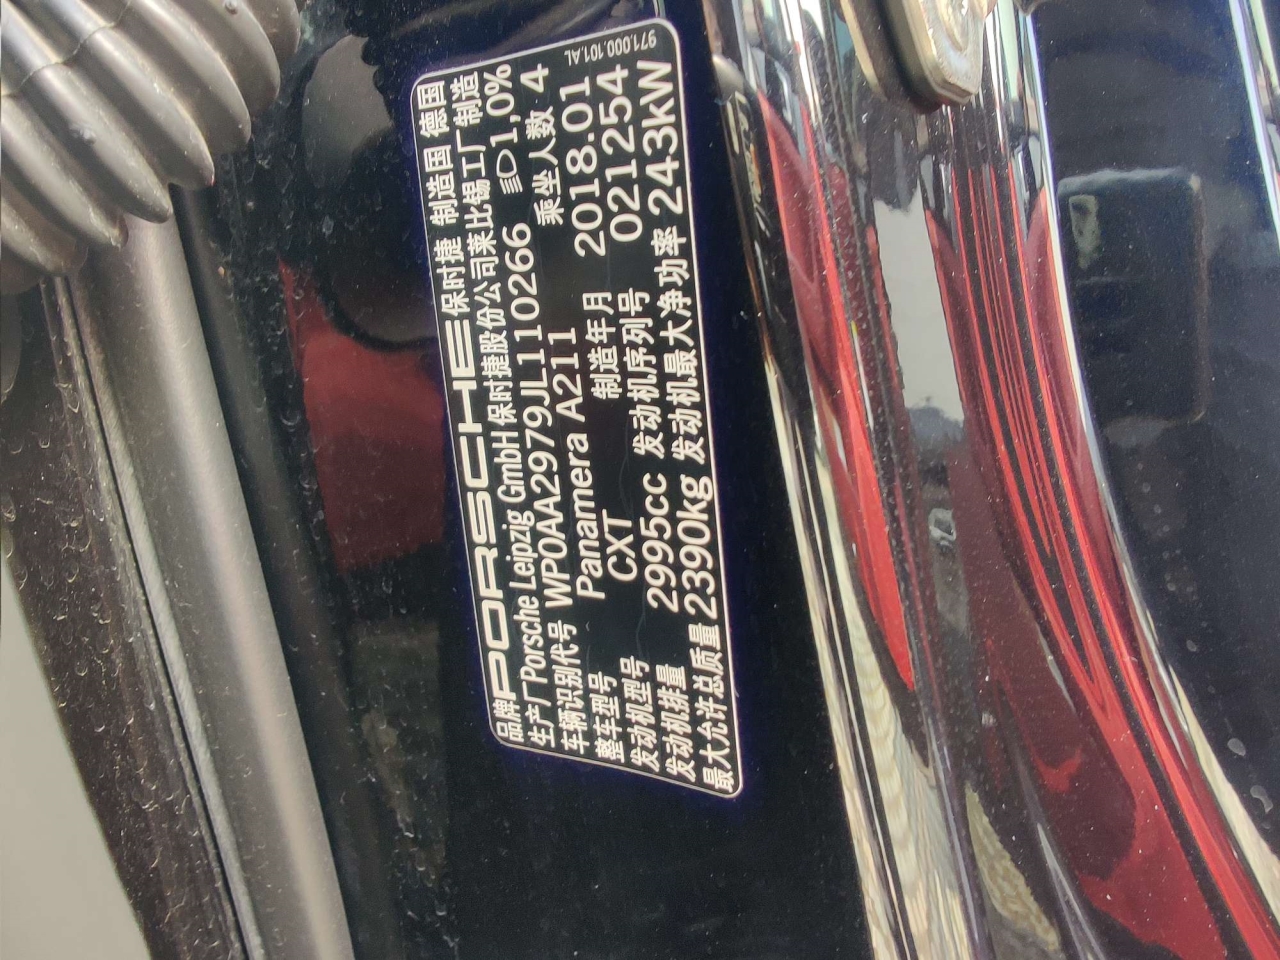 品牌 PORSCHE 保时捷 制造国 德国
生产厂 Porsche Leipzig GmbH 保时捷股份公司莱比锡工厂制造
车辆识别代号 WP0AA2979JL110266 1,0%
整车型号 Panamera A211 乘坐人数 4
发动机型号 CXT 制造年月 2018.01
发动机排量 2995cc 发动机序列号 021254
最大允许总质量 2390kg 发动机最大净功率 243kW
971.000.101.AL